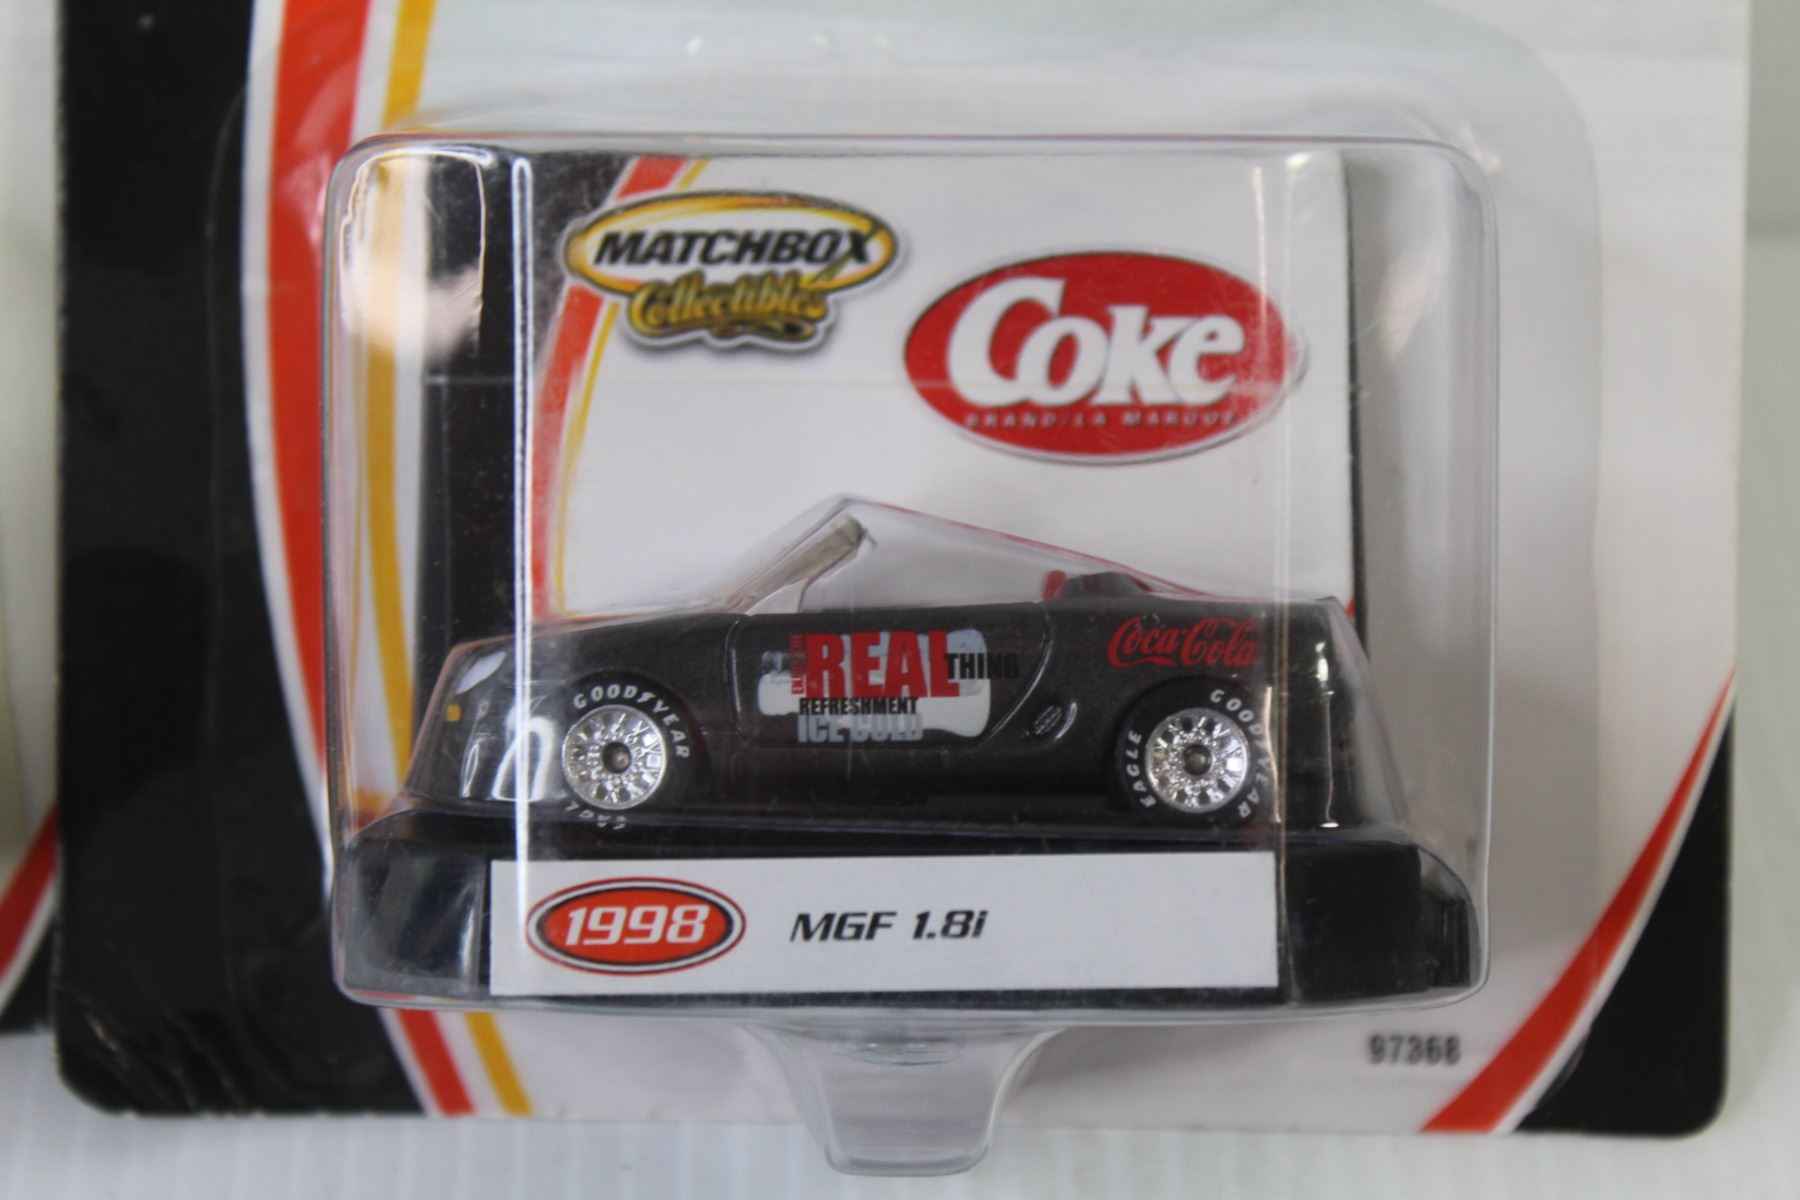 MATCHBOX
Collectibles
Coke
BRAND/LA MARQUE
REAL
THING
REFRESHMENT
ICE COLD
Coca-Cola
GOODYEAR
GOODYEAR
EAGLE
1998 MGF 1.8i
97368